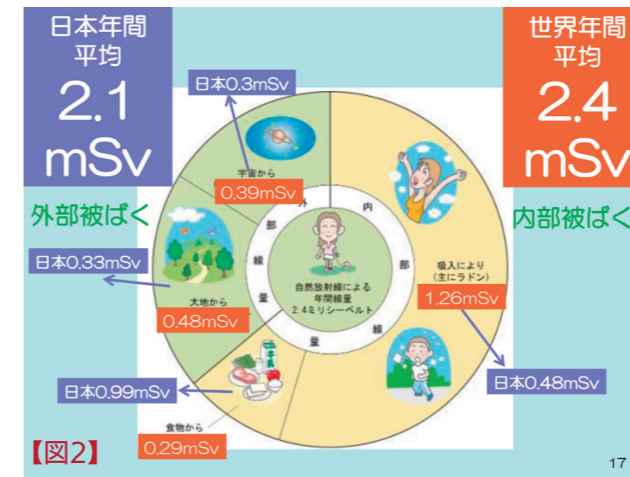 日本年間
平均
2.1
mSv
世界年間
平均
2.4
mSv
外部被ばく
内部被ばく
日本0.3mSv
宇宙から
0.39mSv
日本0.33mSv
大地から
0.48mSv
外部線量
内部線量
自然放射線による
年間線量
2.4ミリシーベルト
吸入により
(主にラドン)
1.26mSv
日本0.48mSv
牛乳
日本0.99mSv
食物から
0.29mSv
【図2】
17